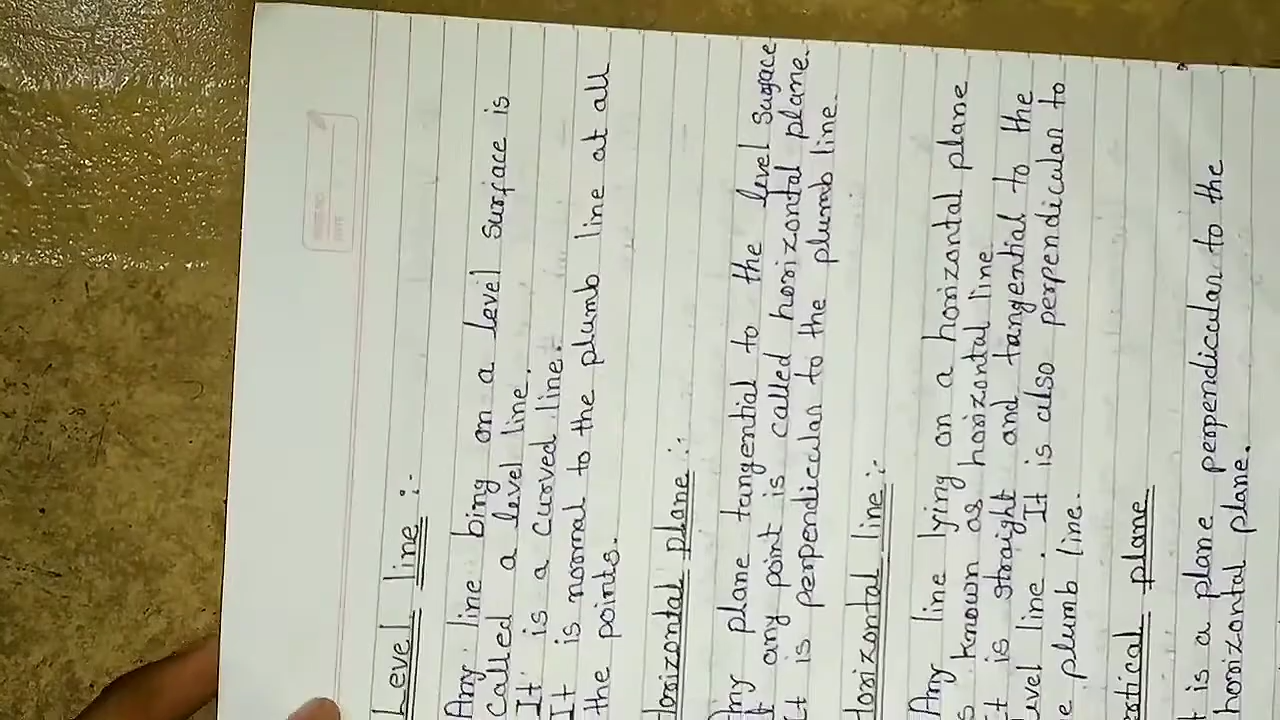 Level line :-
Any line bing on a level surface is
Called a level line.
It is a curved line.
It is normal to the plumb line at all
the points.
Horizontal plane :-
Any plane tangential to the level surface
at any point is called horizontal plane.
It is perpendicular to the plumb line.
Horizontal line :-
Any line lying on a horizontal plane
is known as horizontal line
It is straight and tangential to the
level line. It is also perpendicular to
the plumb line.
Vertical plane
It is a plane perpendicular to the
horizontal plane.